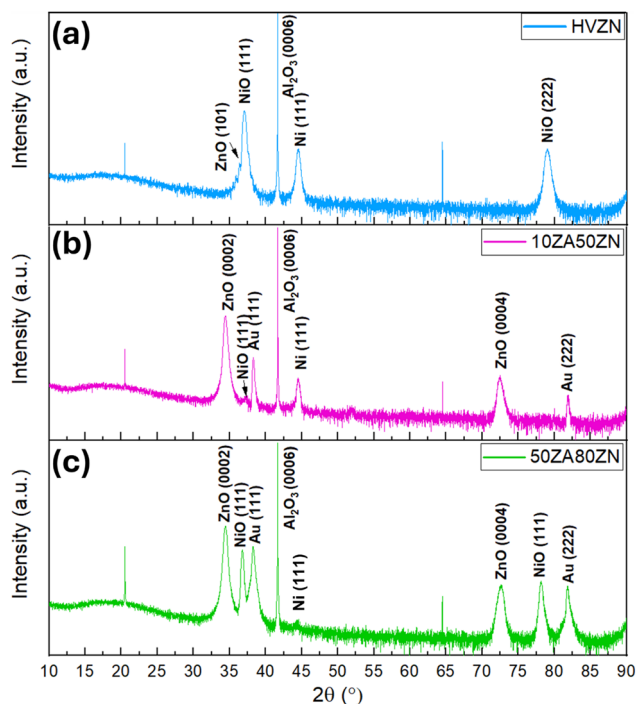 (a)
HVZN
Intensity (a.u.)
ZnO (101)
NiO (111)
Al₂O₃ (0006)
Ni (111)
NiO (222)
(b)
10ZA50ZN
Intensity (a.u.)
ZnO (0002)
NiO (111)
Au (111)
Al₂O₃ (0006)
Ni (111)
ZnO (0004)
Au (222)
(c)
50ZA80ZN
Intensity (a.u.)
ZnO (0002)
NiO (111)
Au (111)
Al₂O₃ (0006)
Ni (111)
ZnO (0004)
NiO (111)
Au (222)
10 15 20 25 30 35 40 45 50 55 60 65 70 75 80 85 90
2θ (°)